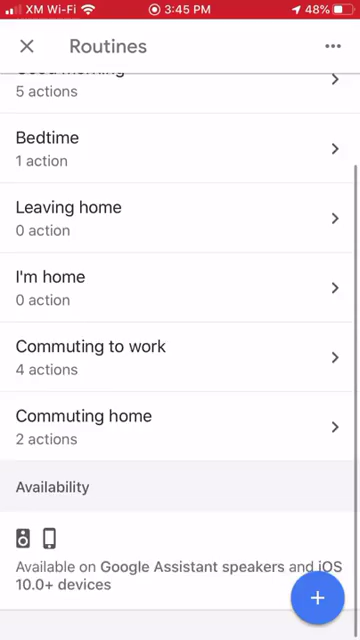 XM Wi-Fi 3:45 PM 48%
Routines
Good morning
5 actions
Bedtime
1 action
Leaving home
0 action
I'm home
0 action
Commuting to work
4 actions
Commuting home
2 actions
Availability
Available on Google Assistant speakers and iOS
10.0+ devices